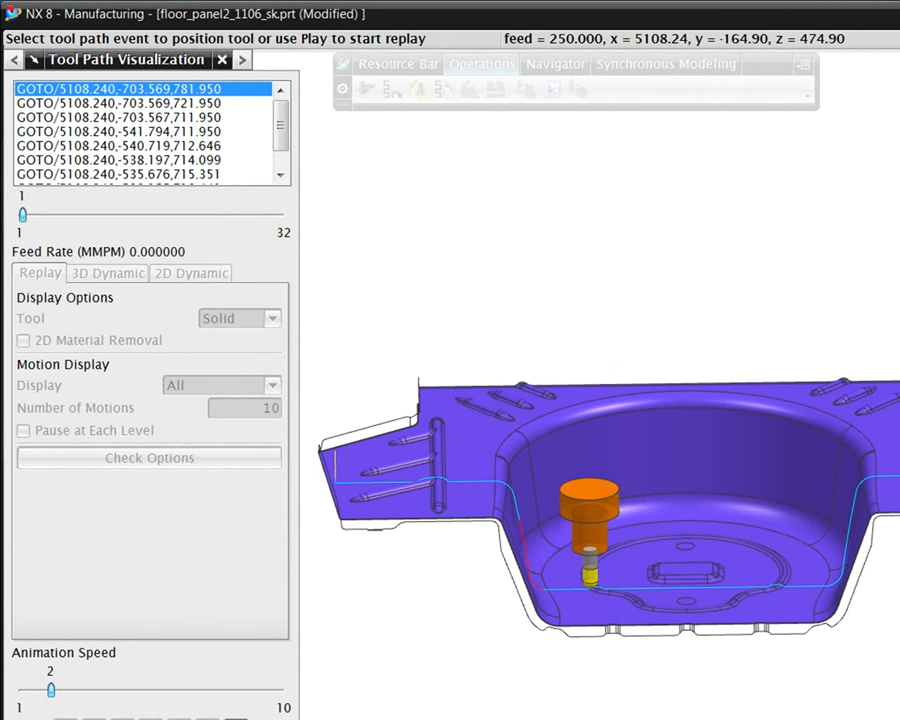 NX 8 - Manufacturing - [floor_panel2_1106_sk.prt (Modified) ]
Select tool path event to position tool or use Play to start replay
feed = 250.000, x = 5108.24, y = -164.90, z = 474.90
Tool Path Visualization
Resource Bar Operations Navigator Synchronous Modeling
GOTO/5108.240,-703.569,781.950
GOTO/5108.240,-703.569,721.950
GOTO/5108.240,-703.567,711.950
GOTO/5108.240,-541.794,711.950
GOTO/5108.240,-540.719,712.646
GOTO/5108.240,-538.197,714.099
GOTO/5108.240,-535.676,715.351
1
1 32
Feed Rate (MMPM) 0.000000
Replay 3D Dynamic 2D Dynamic
Display Options
Tool Solid
2D Material Removal
Motion Display
Display All
Number of Motions 10
Pause at Each Level
Check Options
Animation Speed
2
1 10